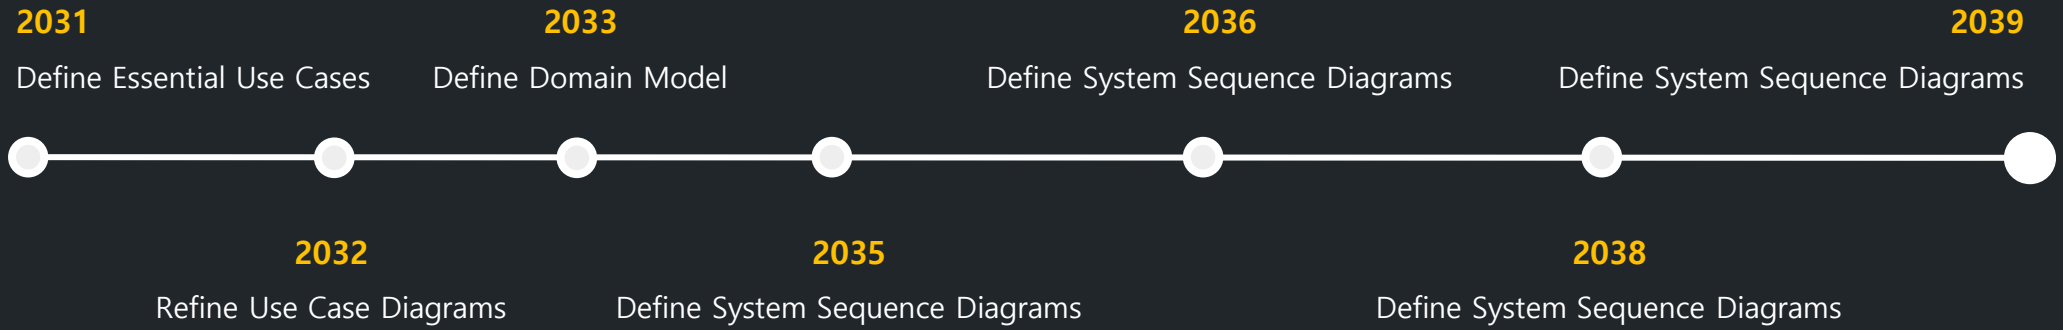 2031
Define Essential Use Cases
2033
Define Domain Model
2036
Define System Sequence Diagrams
2039
Define System Sequence Diagrams
2032
Refine Use Case Diagrams
2035
Define System Sequence Diagrams
2038
Define System Sequence Diagrams